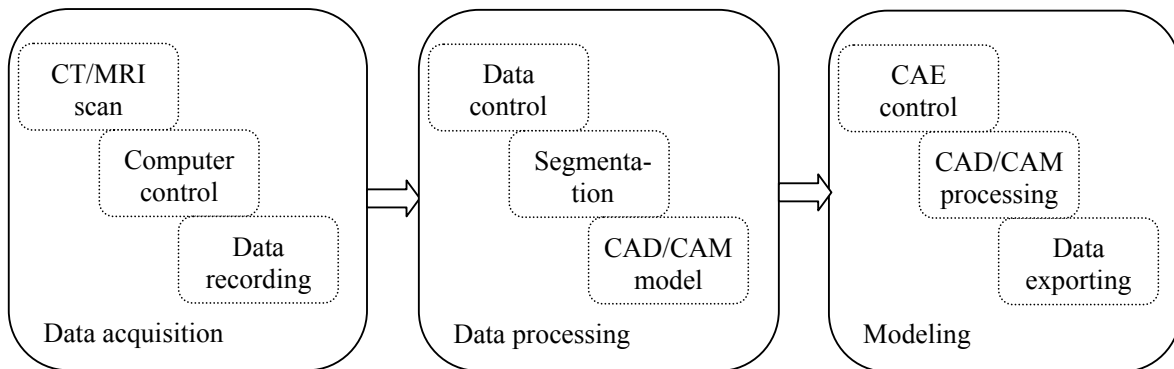 CT/MRI
scan
Computer
control
Data
recording
Data acquisition
Data
control
Segmenta-
tion
CAD/CAM
model
Data processing
CAE
control
CAD/CAM
processing
Data
exporting
Modeling